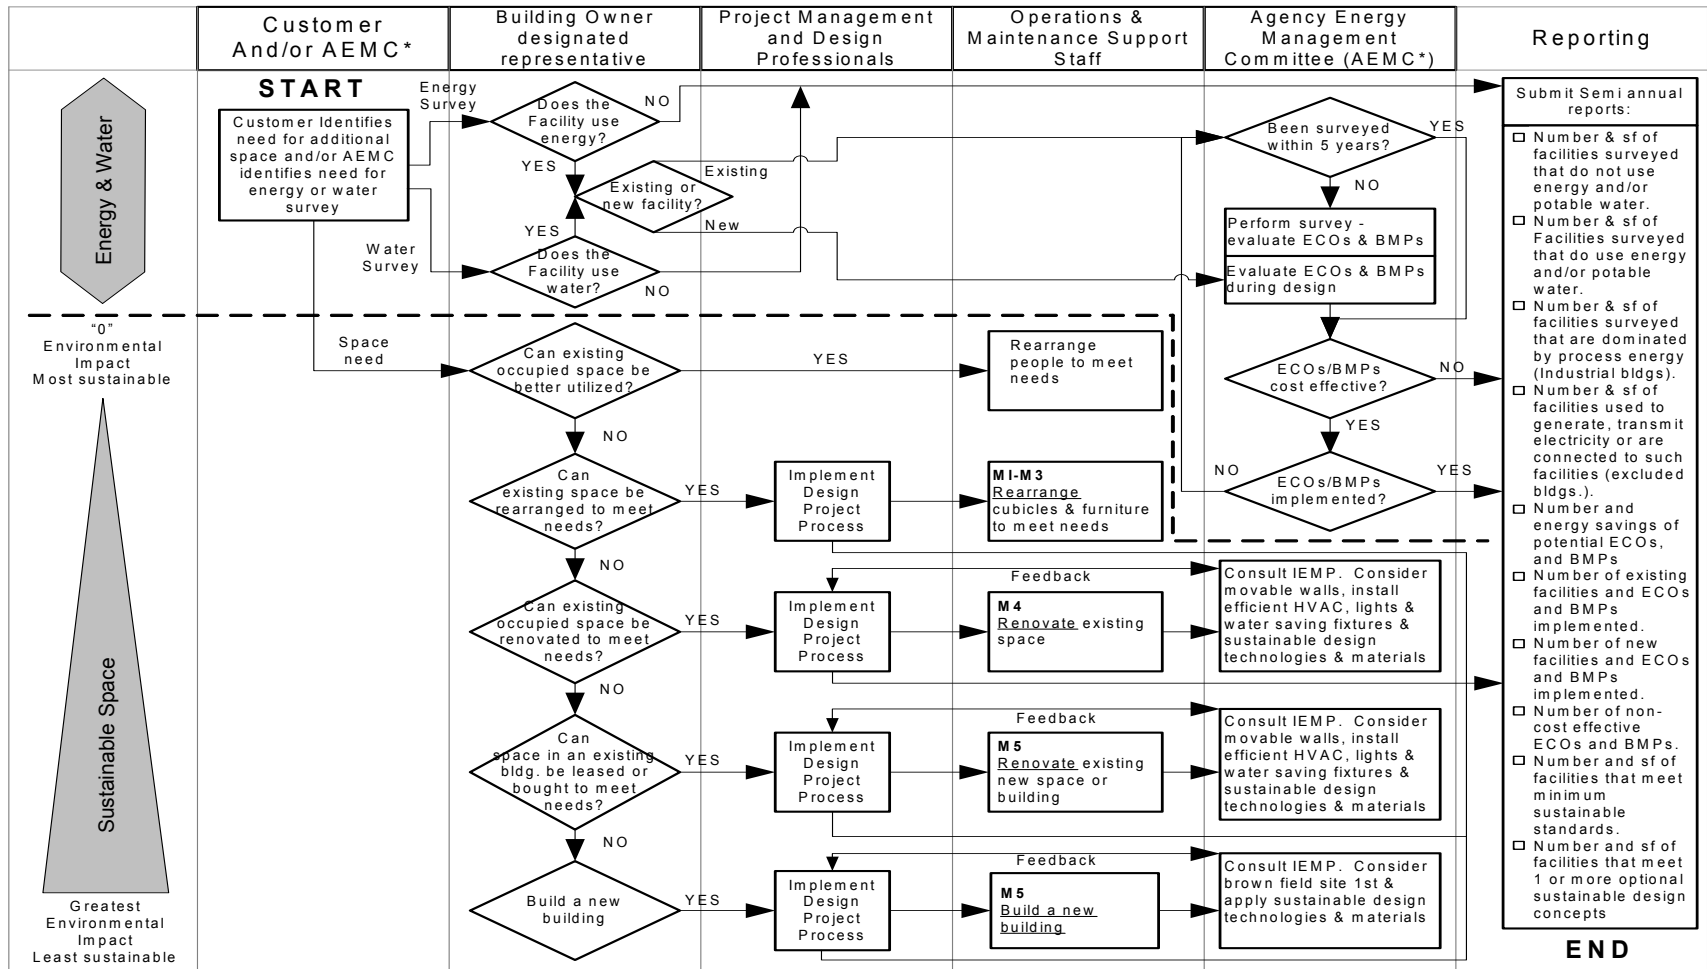 Customer
And/or AEMC*
Building Owner
designated
representative
Project Management
and Design
Professionals
Operations &
Maintenance Support
Staff
Agency Energy
Management
Committee (AEMC*)
Reporting
Energy & Water
"0"
Environmental
Impact
Most sustainable
Sustainable Space
Greatest
Environmental
Impact
Least sustainable
START
Customer Identifies
need for additional
space and/or AEMC
identifies need for
energy or water
survey
Energy
Survey
Water
Survey
Space
need
Does the
Facility use
energy?
NO
YES
Existing or
new facility?
Existing
New
YES
Does the
Facility use
water?
NO
Been surveyed
within 5 years?
YES
NO
Perform survey -
evaluate ECOs & BMPs
Evaluate ECOs & BMPs
during design
ECOs/BMPs
cost effective?
NO
YES
ECOs/BMPs
implemented?
NO
YES
Can existing
occupied space be
better utilized?
YES
Rearrange
people to meet
needs
NO
Can
existing space be
rearranged to meet
needs?
YES
Implement
Design
Project
Process
MI-M3
Rearrange
cubicles & furniture
to meet needs
NO
Can existing
occupied space be
renovated to meet
needs?
YES
Implement
Design
Project
Process
Feedback
M4
Renovate existing
space
Consult IEMP. Consider
movable walls, install
efficient HVAC, lights &
water saving fixtures &
sustainable design
technologies & materials
NO
Can
space in an existing
bldg. be leased or
bought to meet
needs?
YES
Implement
Design
Project
Process
Feedback
M5
Renovate existing
new space or
building
Consult IEMP. Consider
movable walls, install
efficient HVAC, lights &
water saving fixtures &
sustainable design
technologies & materials
NO
Build a new
building
YES
Implement
Design
Project
Process
Feedback
M5
Build a new
building
Consult IEMP. Consider
brown field site 1st &
apply sustainable design
technologies & materials
Submit Semi annual
reports:
Number & sf of
facilities surveyed
that do not use
energy and/or
potable water.
Number & sf of
Facilities surveyed
that do use energy
and/or potable
water.
Number & sf of
facilities surveyed
that are dominated
by process energy
(Industrial bldgs).
Number & sf of
facilities used to
generate, transmit
electricity or are
connected to such
facilities (excluded
bldgs.).
Number and
energy savings of
potential ECOs,
and BMPs
Number of existing
facilities and ECOs
and BMPs
implemented.
Number of new
facilities and ECOs
and BMPs
implemented.
Number of non-
cost effective
ECOs and BMPs.
Number and sf of
facilities that meet
minimum
sustainable
standards.
Number and sf of
facilities that meet
1 or more optional
sustainable design
concepts
END